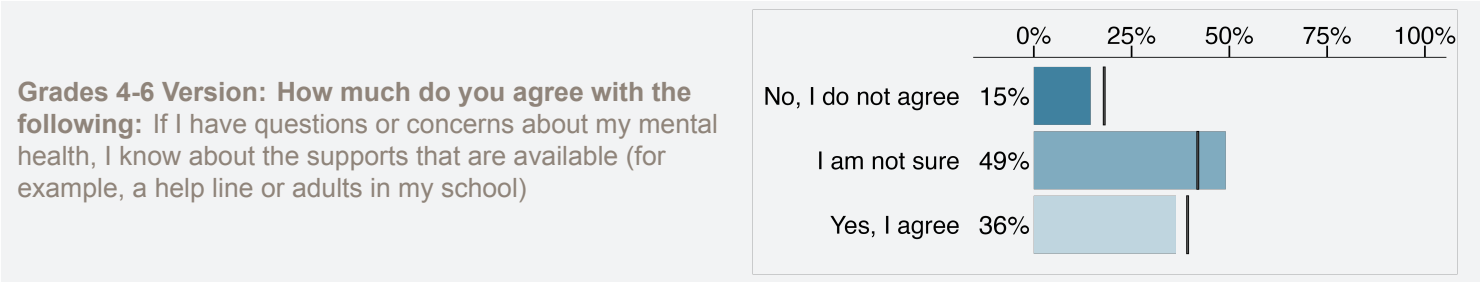 Grades 4-6 Version: How much do you agree with the
following: If I have questions or concerns about my mental
health, I know about the supports that are available (for
example, a help line or adults in my school)
0% 25% 50% 75% 100%
No, I do not agree 15%
I am not sure 49%
Yes, I agree 36%